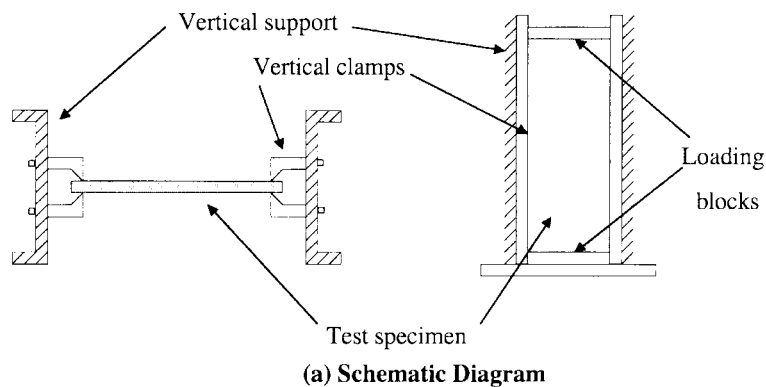 Vertical support
Vertical clamps
Loading
blocks
Test specimen
(a) Schematic Diagram